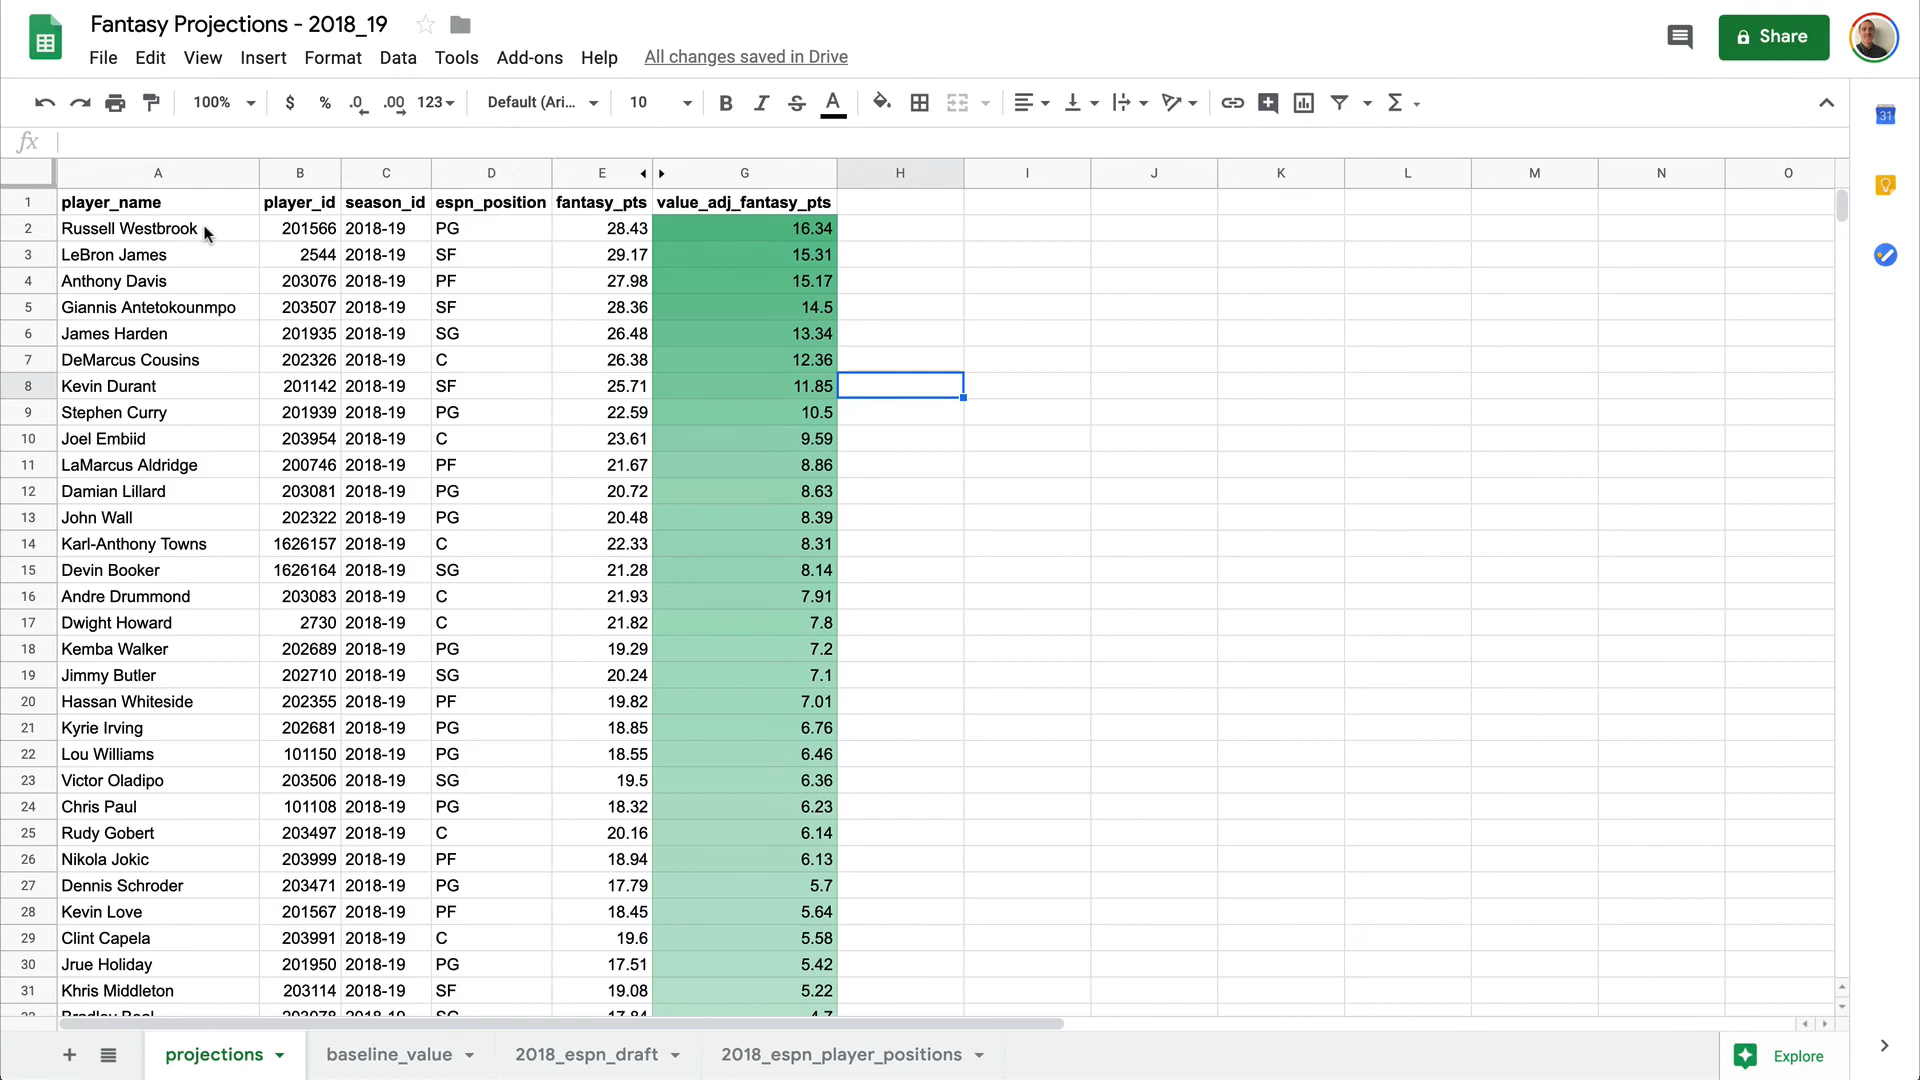 Fantasy Projections - 2018_19
File Edit View Insert Format Data Tools Add-ons Help All changes saved in Drive
Share
100% $ % .0 .00 123 Default (Ari... 10 B I S A Σ
31
fx
A B C D E G H I J K L M N O
1 player_name player_id season_id espn_position fantasy_pts value_adj_fantasy_pts
2 Russell Westbrook 201566 2018-19 PG 28.43 16.34
3 LeBron James 2544 2018-19 SF 29.17 15.31
4 Anthony Davis 203076 2018-19 PF 27.98 15.17
5 Giannis Antetokounmpo 203507 2018-19 SF 28.36 14.5
6 James Harden 201935 2018-19 SG 26.48 13.34
7 DeMarcus Cousins 202326 2018-19 C 26.38 12.36
8 Kevin Durant 201142 2018-19 SF 25.71 11.85
9 Stephen Curry 201939 2018-19 PG 22.59 10.5
10 Joel Embiid 203954 2018-19 C 23.61 9.59
11 LaMarcus Aldridge 200746 2018-19 PF 21.67 8.86
12 Damian Lillard 203081 2018-19 PG 20.72 8.63
13 John Wall 202322 2018-19 PG 20.48 8.39
14 Karl-Anthony Towns 1626157 2018-19 C 22.33 8.31
15 Devin Booker 1626164 2018-19 SG 21.28 8.14
16 Andre Drummond 203083 2018-19 C 21.93 7.91
17 Dwight Howard 2730 2018-19 C 21.82 7.8
18 Kemba Walker 202689 2018-19 PG 19.29 7.2
19 Jimmy Butler 202710 2018-19 SG 20.24 7.1
20 Hassan Whiteside 202355 2018-19 PF 19.82 7.01
21 Kyrie Irving 202681 2018-19 PG 18.85 6.76
22 Lou Williams 101150 2018-19 PG 18.55 6.46
23 Victor Oladipo 203506 2018-19 SG 19.5 6.36
24 Chris Paul 101108 2018-19 PG 18.32 6.23
25 Rudy Gobert 203497 2018-19 C 20.16 6.14
26 Nikola Jokic 203999 2018-19 PF 18.94 6.13
27 Dennis Schroder 203471 2018-19 PG 17.79 5.7
28 Kevin Love 201567 2018-19 PF 18.45 5.64
29 Clint Capela 203991 2018-19 C 19.6 5.58
30 Jrue Holiday 201950 2018-19 PG 17.51 5.42
31 Khris Middleton 203114 2018-19 SF 19.08 5.22
Bradley Beal 203078 2018-19 SG 17.84 4.7
projections baseline_value 2018_espn_draft 2018_espn_player_positions Explore